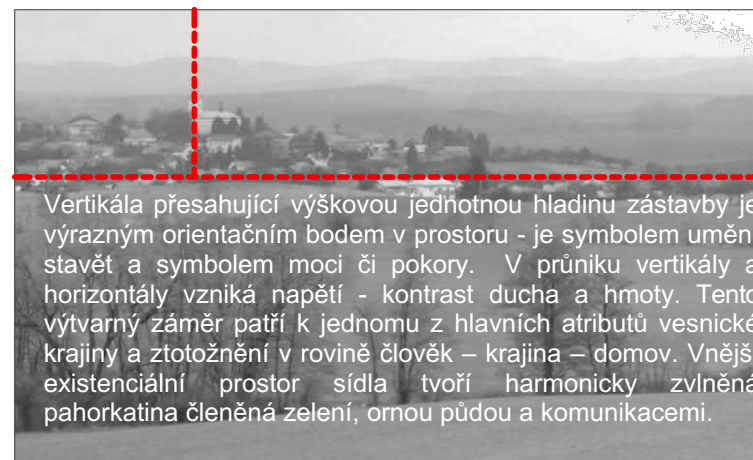 Vertikála přesahující výškovou jednotnou hladinu zástavby je
výrazným orientačním bodem v prostoru - je symbolem umění
stavět a symbolem moci či pokory. V průniku vertikály a
horizontály vzniká napětí - kontrast ducha a hmoty. Tento
výtvarný záměr patří k jednomu z hlavních atributů vesnické
krajiny a ztotožnění v rovině člověk – krajina – domov. Vnější
existenciální prostor sídla tvoří harmonicky zvlněná
pahorkatina členěná zelení, ornou půdou a komunikacemi.